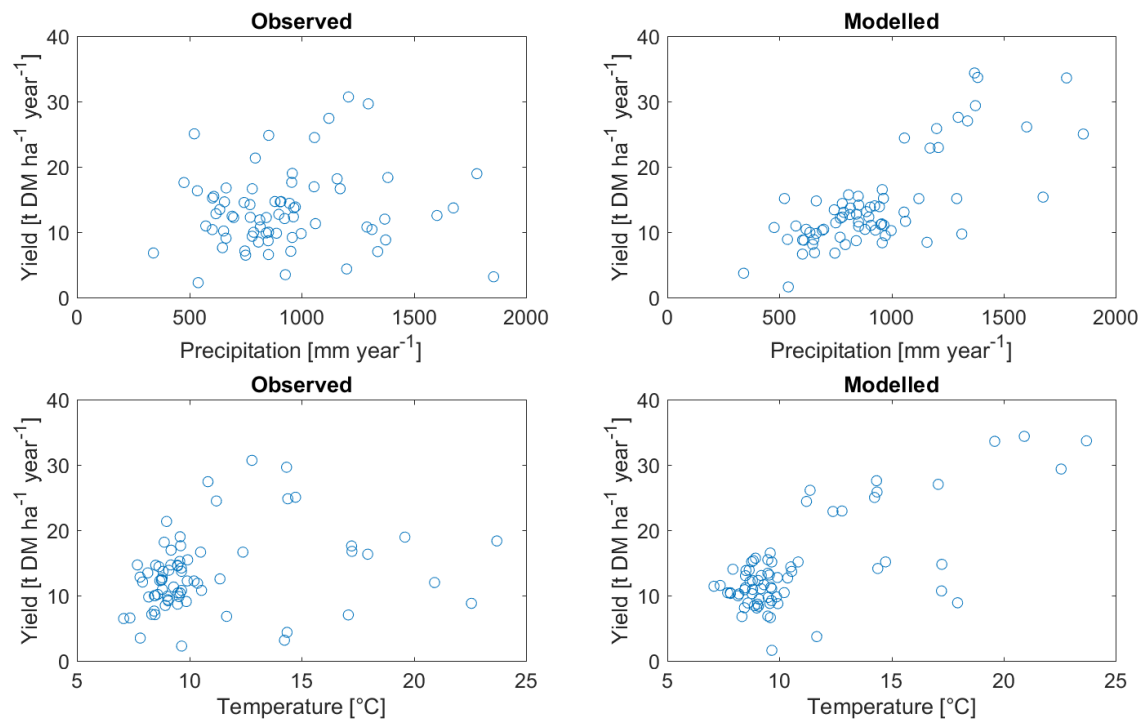 Observed
Yield [t DM ha-1 year-1]
40
30
20
10
0
0 500 1000 1500 2000
Precipitation [mm year-1]
Modelled
Yield [t DM ha-1 year-1]
40
30
20
10
0
0 500 1000 1500 2000
Precipitation [mm year-1]
Observed
Yield [t DM ha-1 year-1]
40
30
20
10
0
5 10 15 20 25
Temperature [°C]
Modelled
Yield [t DM ha-1 year-1]
40
30
20
10
0
5 10 15 20 25
Temperature [°C]